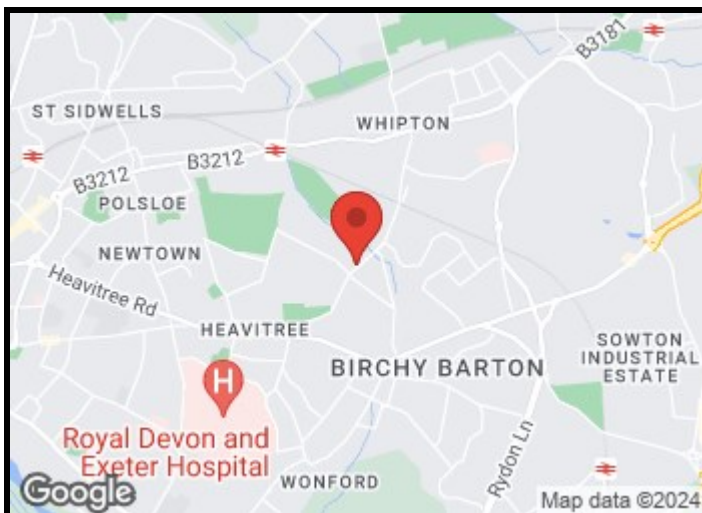 B3181
ST SIDWELLS
WHIPTON
B3212
B3212
POLSLOE
NEWTOWN
Heavitree Rd
HEAVITREE
BIRCHY BARTON
SOWTON
INDUSTRIAL
ESTATE
H
Royal Devon and
Exeter Hospital
Rydon Ln
WONFORD
Google
Map data ©2024